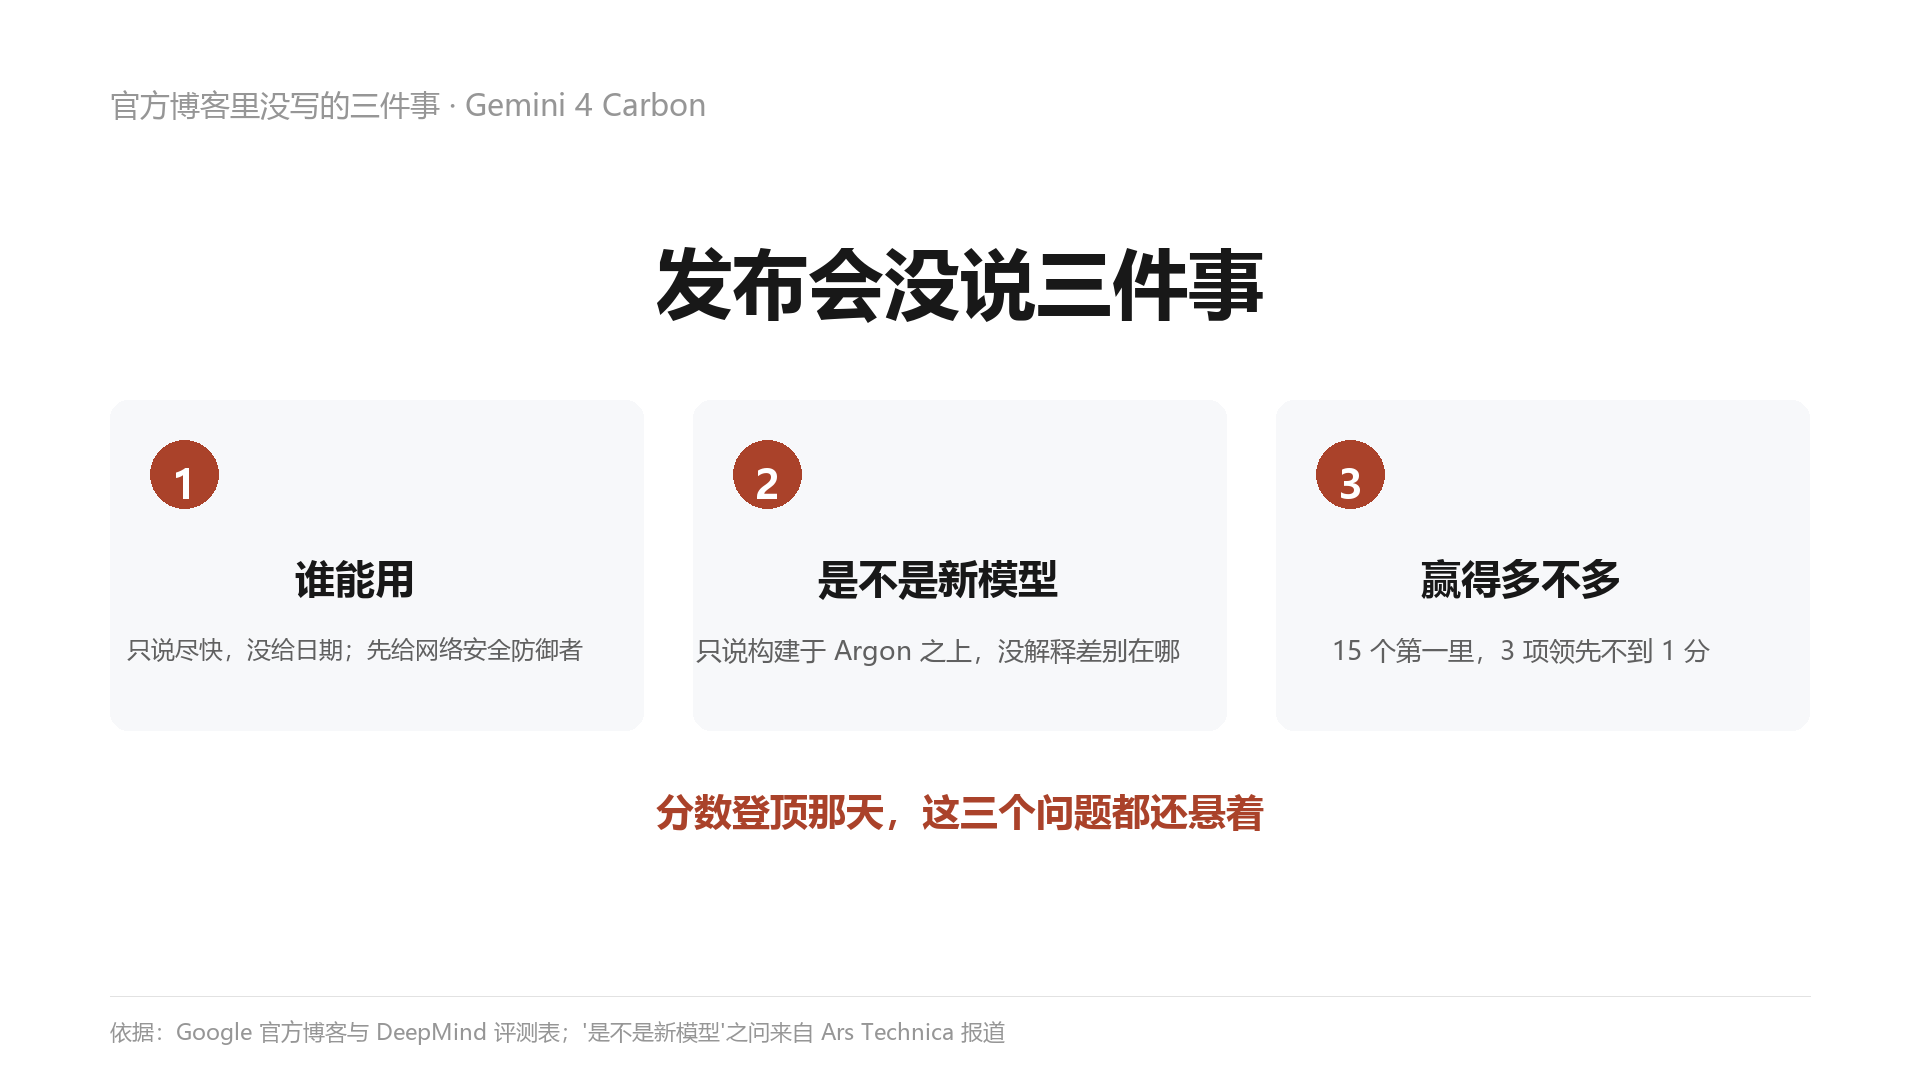 官方博客里没写的三件事 · Gemini 4 Carbon
发布会没说三件事
1
谁能用
只说尽快，没给日期；先给网络安全防御者
2
是不是新模型
只说构建于 Argon 之上，没解释差别在哪
3
赢得多不多
15 个第一里，3 项领先不到 1 分
分数登顶那天，这三个问题都还悬着
依据：Google 官方博客与 DeepMind 评测表；'是不是新模型'之问来自 Ars Technica 报道